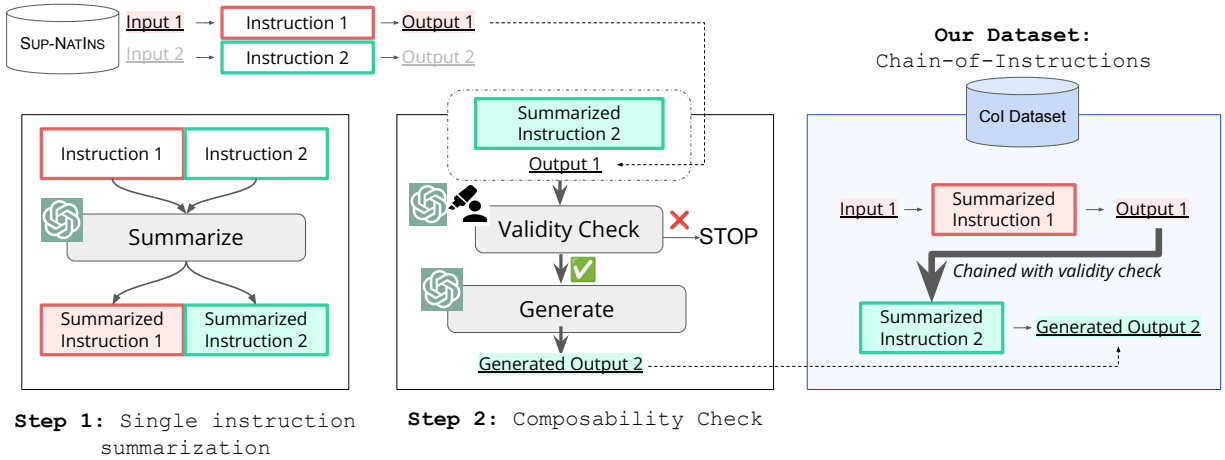 SUP-NATINS
Input 1
Instruction 1
Output 1
Input 2
Instruction 2
Output 2
Instruction 1
Instruction 2
Summarize
Summarized
Instruction 1
Summarized
Instruction 2
Step 1: Single instruction
summarization
Summarized
Instruction 2
Output 1
Validity Check
STOP
Generate
Generated Output 2
Step 2: Composability Check
Our Dataset:
Chain-of-Instructions
CoI Dataset
Input 1
Summarized
Instruction 1
Output 1
Chained with validity check
Summarized
Instruction 2
Generated Output 2